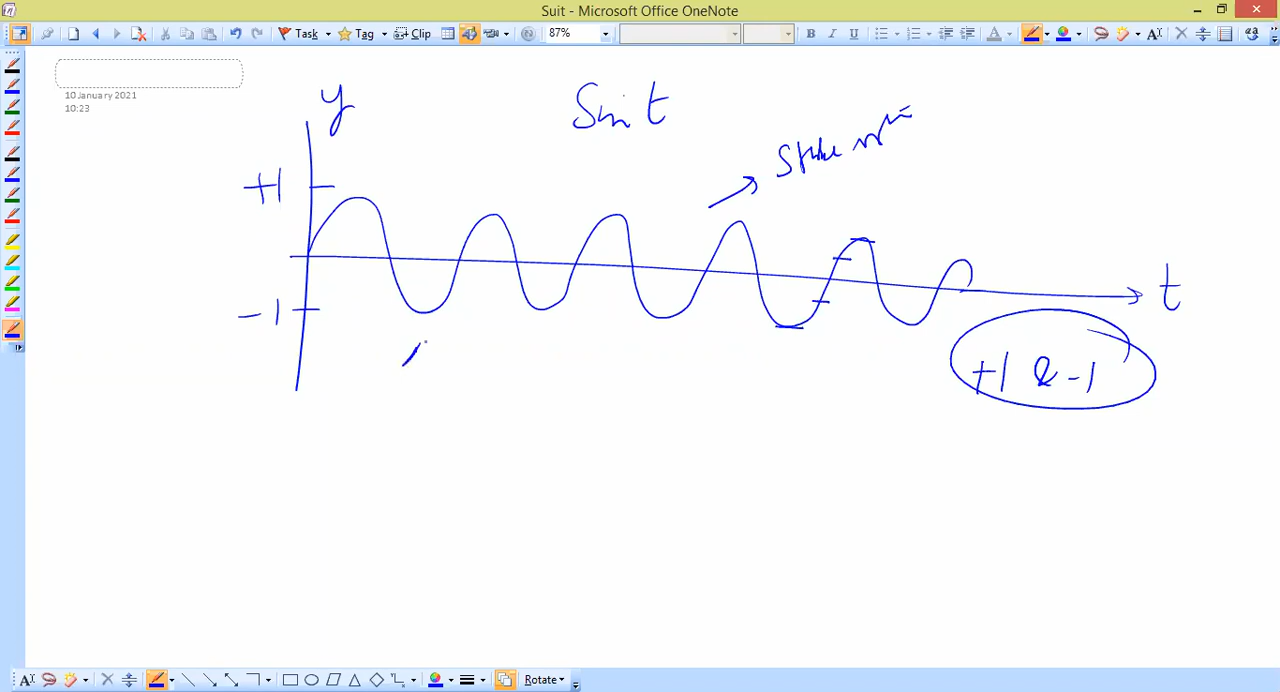 Suit - Microsoft Office OneNote
Task
Tag
Clip
87%
B I U
10 January 2021
10:23
y
Sin t
+1
-1
t
+1 & -1
Rotate